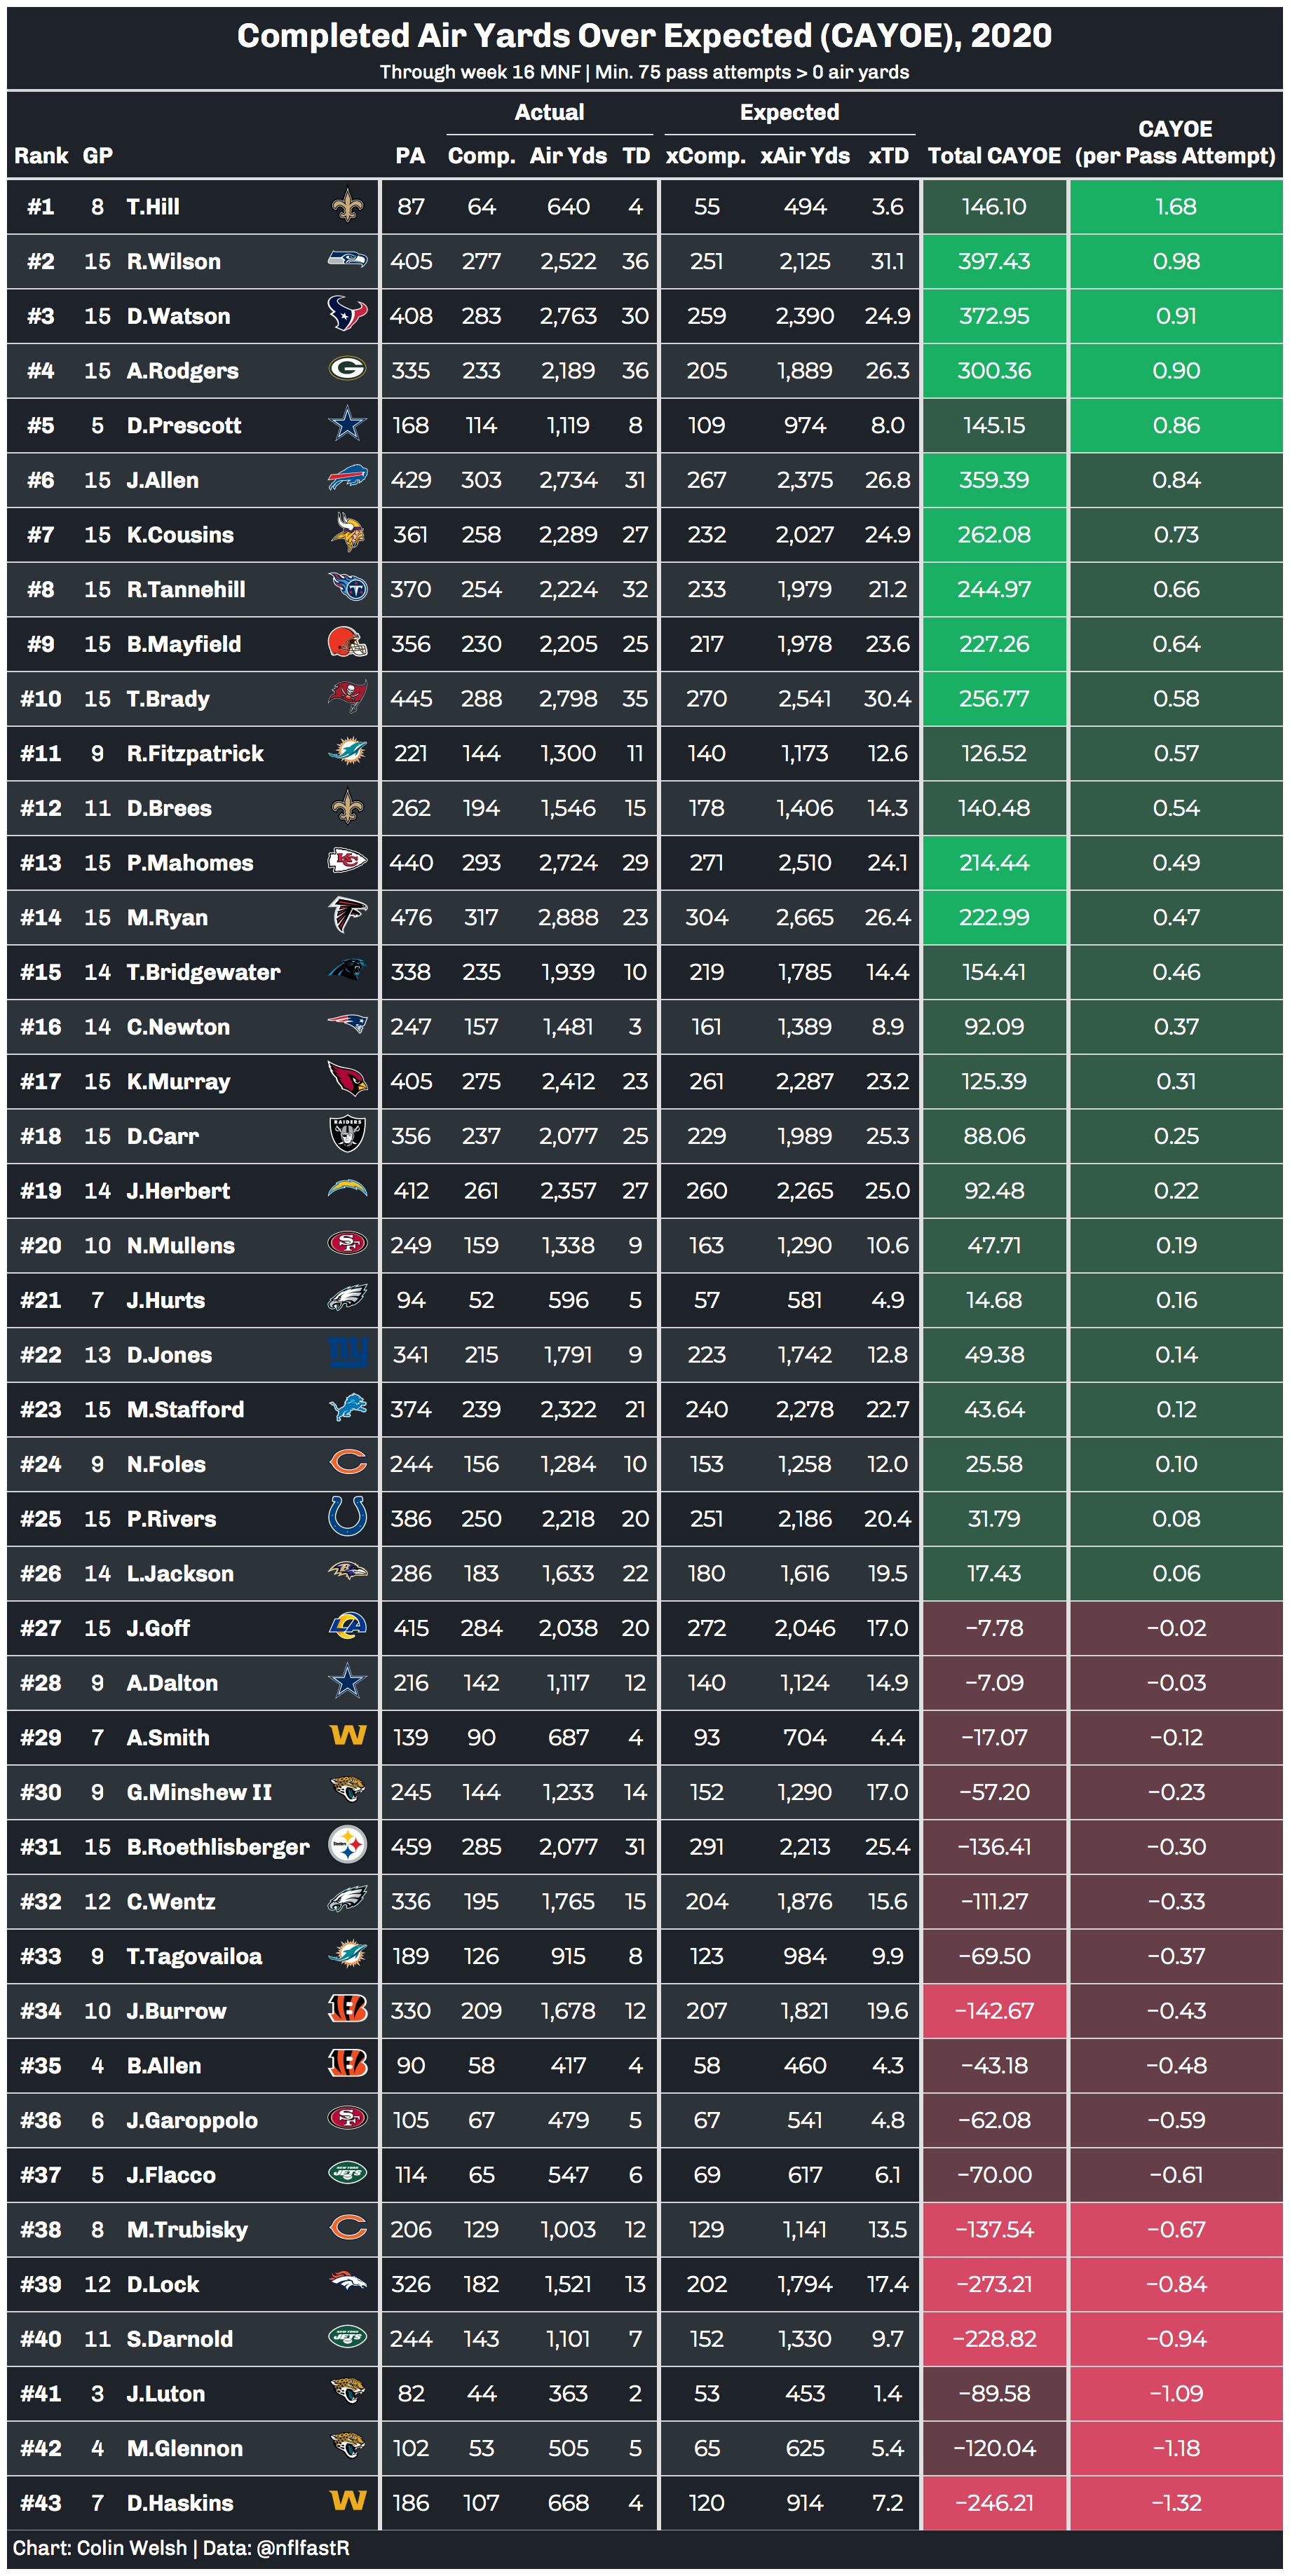 Completed Air Yards Over Expected (CAYOE), 2020
Through week 16 MNF | Min. 75 pass attempts > 0 air yards
Actual Expected
CAYOE
Rank GP PA Comp. Air Yds TD xComp. xAir Yds xTD Total CAYOE (per Pass Attempt)
#1 8 T.Hill 87 64 640 4 55 494 3.6 146.10 1.68
#2 15 R.Wilson 405 277 2,522 36 251 2,125 31.1 397.43 0.98
#3 15 D.Watson 408 283 2,763 30 259 2,390 24.9 372.95 0.91
#4 15 A.Rodgers G 335 233 2,189 36 205 1,889 26.3 300.36 0.90
#5 5 D.Prescott 168 114 1,119 8 109 974 8.0 145.15 0.86
#6 15 J.Allen 429 303 2,734 31 267 2,375 26.8 359.39 0.84
#7 15 K.Cousins 361 258 2,289 27 232 2,027 24.9 262.08 0.73
#8 15 R.Tannehill T 370 254 2,224 32 233 1,979 21.2 244.97 0.66
#9 15 B.Mayfield 356 230 2,205 25 217 1,978 23.6 227.26 0.64
#10 15 T.Brady 445 288 2,798 35 270 2,541 30.4 256.77 0.58
#11 9 R.Fitzpatrick 221 144 1,300 11 140 1,173 12.6 126.52 0.57
#12 11 D.Brees 262 194 1,546 15 178 1,406 14.3 140.48 0.54
#13 15 P.Mahomes KC 440 293 2,724 29 271 2,510 24.1 214.44 0.49
#14 15 M.Ryan 476 317 2,888 23 304 2,665 26.4 222.99 0.47
#15 14 T.Bridgewater 338 235 1,939 10 219 1,785 14.4 154.41 0.46
#16 14 C.Newton 247 157 1,481 3 161 1,389 8.9 92.09 0.37
#17 15 K.Murray 405 275 2,412 23 261 2,287 23.2 125.39 0.31
#18 15 D.Carr RAIDERS 356 237 2,077 25 229 1,989 25.3 88.06 0.25
#19 14 J.Herbert 412 261 2,357 27 260 2,265 25.0 92.48 0.22
#20 10 N.Mullens SF 249 159 1,338 9 163 1,290 10.6 47.71 0.19
#21 7 J.Hurts 94 52 596 5 57 581 4.9 14.68 0.16
#22 13 D.Jones ny 341 215 1,791 9 223 1,742 12.8 49.38 0.14
#23 15 M.Stafford 374 239 2,322 21 240 2,278 22.7 43.64 0.12
#24 9 N.Foles C 244 156 1,284 10 153 1,258 12.0 25.58 0.10
#25 15 P.Rivers 386 250 2,218 20 251 2,186 20.4 31.79 0.08
#26 14 L.Jackson 286 183 1,633 22 180 1,616 19.5 17.43 0.06
#27 15 J.Goff LA 415 284 2,038 20 272 2,046 17.0 −7.78 −0.02
#28 9 A.Dalton 216 142 1,117 12 140 1,124 14.9 −7.09 −0.03
#29 7 A.Smith W 139 90 687 4 93 704 4.4 −17.07 −0.12
#30 9 G.Minshew II 245 144 1,233 14 152 1,290 17.0 −57.20 −0.23
#31 15 B.Roethlisberger Steelers 459 285 2,077 31 291 2,213 25.4 −136.41 −0.30
#32 12 C.Wentz 336 195 1,765 15 204 1,876 15.6 −111.27 −0.33
#33 9 T.Tagovailoa 189 126 915 8 123 984 9.9 −69.50 −0.37
#34 10 J.Burrow B 330 209 1,678 12 207 1,821 19.6 −142.67 −0.43
#35 4 B.Allen B 90 58 417 4 58 460 4.3 −43.18 −0.48
#36 6 J.Garoppolo SF 105 67 479 5 67 541 4.8 −62.08 −0.59
#37 5 J.Flacco NEW YORK JETS 114 65 547 6 69 617 6.1 −70.00 −0.61
#38 8 M.Trubisky C 206 129 1,003 12 129 1,141 13.5 −137.54 −0.67
#39 12 D.Lock 326 182 1,521 13 202 1,794 17.4 −273.21 −0.84
#40 11 S.Darnold NEW YORK JETS 244 143 1,101 7 152 1,330 9.7 −228.82 −0.94
#41 3 J.Luton 82 44 363 2 53 453 1.4 −89.58 −1.09
#42 4 M.Glennon 102 53 505 5 65 625 5.4 −120.04 −1.18
#43 7 D.Haskins W 186 107 668 4 120 914 7.2 −246.21 −1.32
Chart: Colin Welsh | Data: @nflfastR